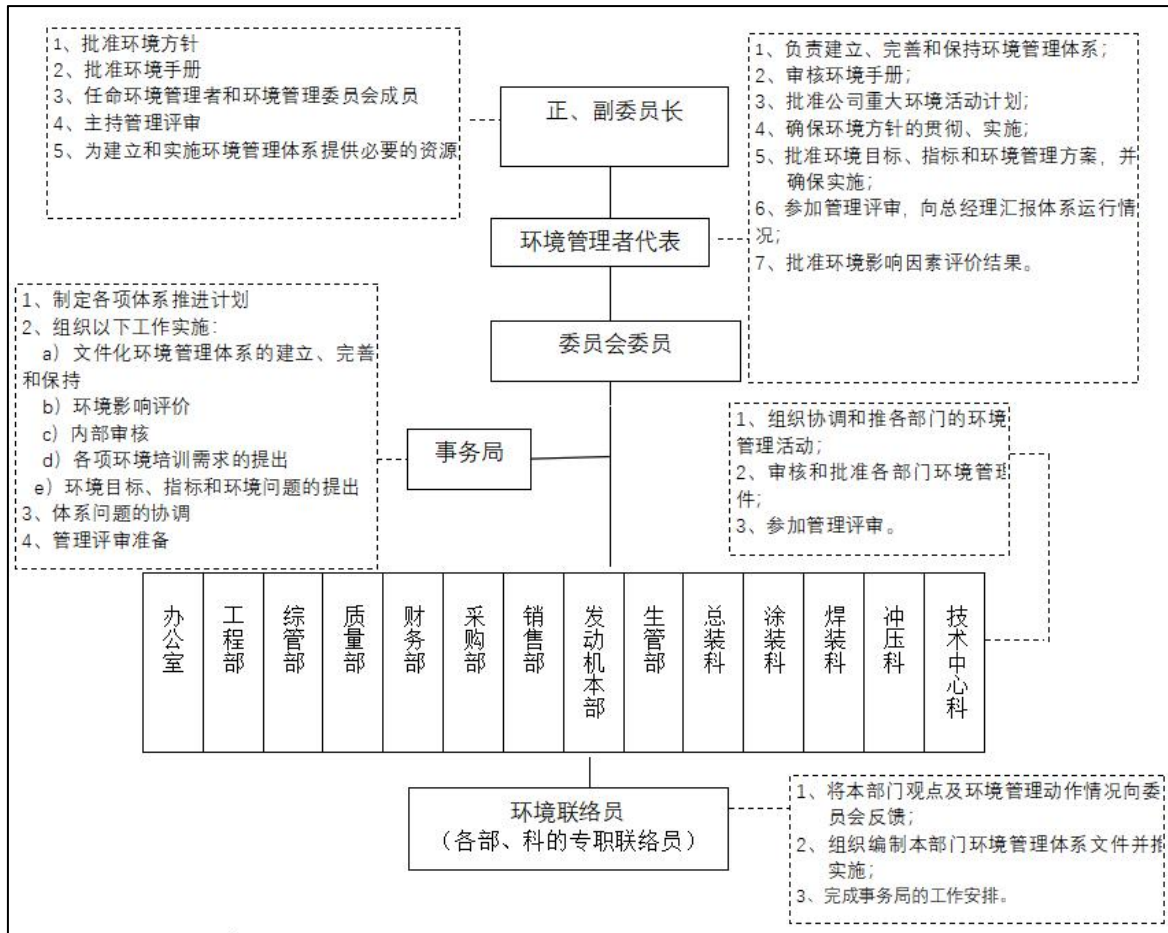 1、批准环境方针
2、批准环境手册
3、任命环境管理者和环境管理委员会成员
4、主持管理评审
5、为建立和实施环境管理体系提供必要的资源
正、副委员长
1、负责建立、完善和保持环境管理体系；
2、审核环境手册；
3、批准公司重大环境活动计划；
4、确保环境方针的贯彻、实施；
5、批准环境目标、指标和环境管理方案，并
确保实施；
6、参加管理评审，向总经理汇报体系运行情
况；
7、批准环境影响因素评价结果。
环境管理者代表
委员会委员
1、制定各项体系推进计划
2、组织以下工作实施：
a）文件化环境管理体系的建立、完善
和保持
b）环境影响评价
c）内部审核
d）各项环境培训需求的提出
e）环境目标、指标和环境问题的提出
3、体系问题的协调
4、管理评审准备
事务局
1、组织协调和推各部门的环境
管理活动；
2、审核和批准各部门环境管理
件；
3、参加管理评审。
办公室
工程部
综管部
质量部
财务部
采购部
销售部
发动机本部
生管部
总装科
涂装科
焊装科
冲压科
技术中心科
环境联络员
（各部、科的专职联络员）
1、将本部门观点及环境管理动作情况向委
员会反馈；
2、组织编制本部门环境管理体系文件并推
实施；
3、完成事务局的工作安排。